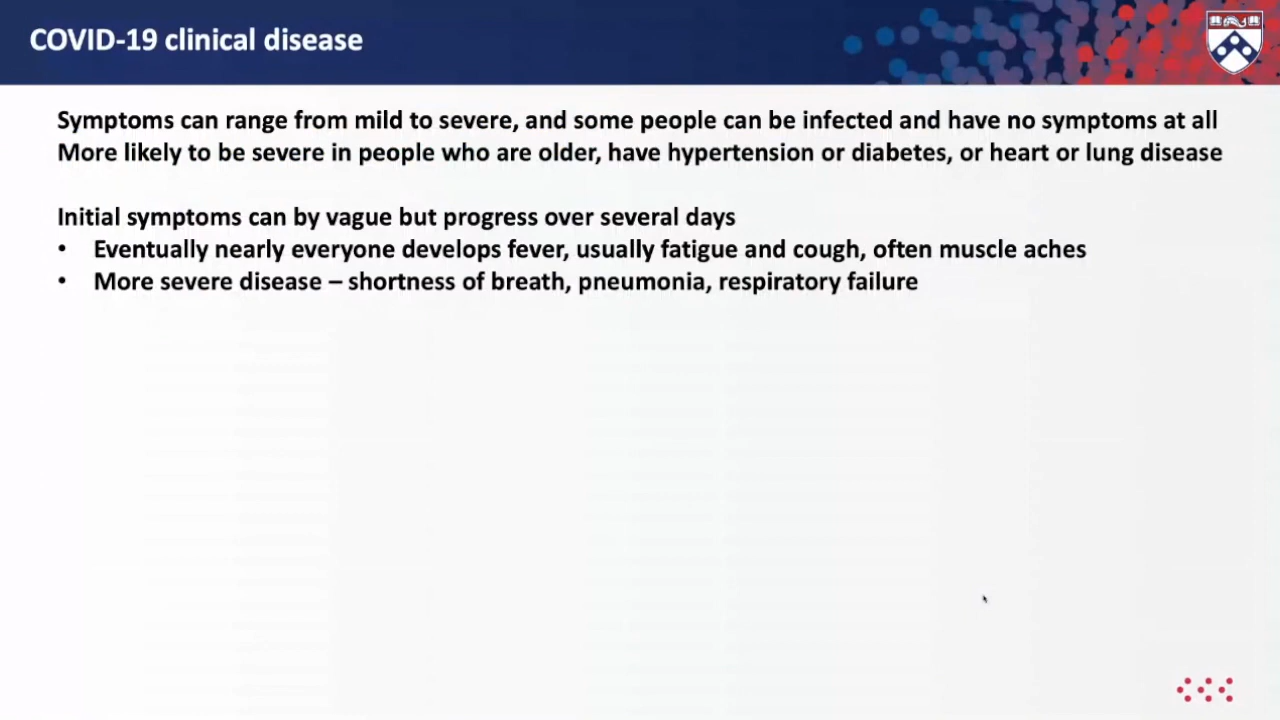 COVID-19 clinical disease
Symptoms can range from mild to severe, and some people can be infected and have no symptoms at all
More likely to be severe in people who are older, have hypertension or diabetes, or heart or lung disease
Initial symptoms can by vague but progress over several days
• Eventually nearly everyone develops fever, usually fatigue and cough, often muscle aches
• More severe disease – shortness of breath, pneumonia, respiratory failure